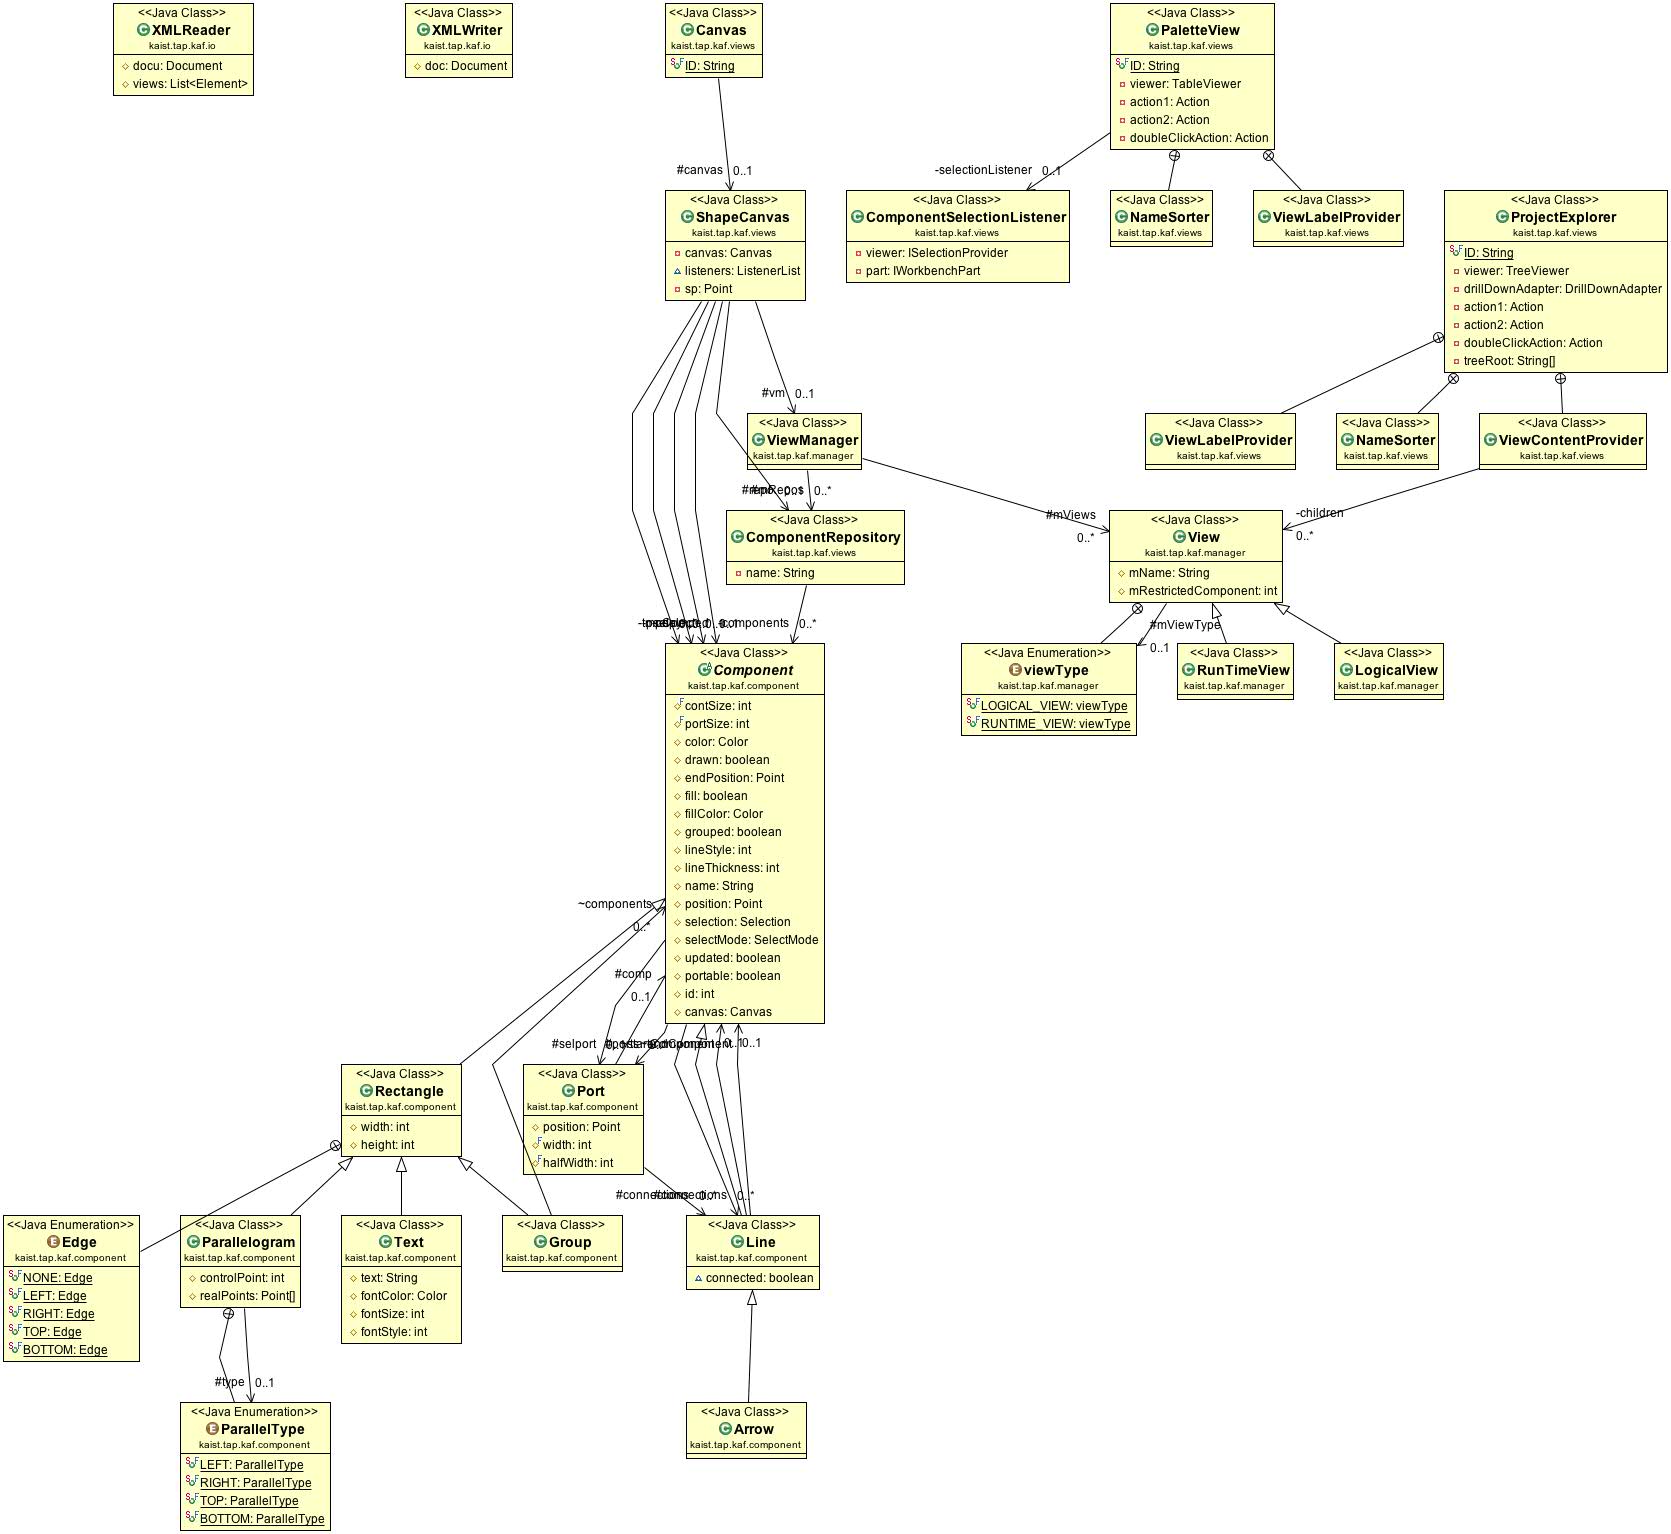 <<Java Class>>
XMLReader
kaist.tap.kaf.io
docu: Document
views: List<Element>
<<Java Class>>
XMLWriter
kaist.tap.kaf.io
doc: Document
<<Java Class>>
Canvas
kaist.tap.kaf.views
ID: String
<<Java Class>>
PaletteView
kaist.tap.kaf.views
ID: String
viewer: TableViewer
action1: Action
action2: Action
doubleClickAction: Action
#canvas 0..1
-selectionListener 0..1
<<Java Class>>
ShapeCanvas
kaist.tap.kaf.views
canvas: Canvas
listeners: ListenerList
sp: Point
<<Java Class>>
ComponentSelectionListener
kaist.tap.kaf.views
viewer: ISelectionProvider
part: IWorkbenchPart
<<Java Class>>
NameSorter
kaist.tap.kaf.views
<<Java Class>>
ViewLabelProvider
kaist.tap.kaf.views
<<Java Class>>
ProjectExplorer
kaist.tap.kaf.views
ID: String
viewer: TreeViewer
drillDownAdapter: DrillDownAdapter
action1: Action
action2: Action
doubleClickAction: Action
treeRoot: String[]
#vm 0..1
<<Java Class>>
ViewManager
kaist.tap.kaf.manager
<<Java Class>>
ViewLabelProvider
kaist.tap.kaf.views
<<Java Class>>
NameSorter
kaist.tap.kaf.views
<<Java Class>>
ViewContentProvider
kaist.tap.kaf.views
0..*
#mViews
0..*
-children
0..*
<<Java Class>>
ComponentRepository
kaist.tap.kaf.views
name: String
<<Java Class>>
View
kaist.tap.kaf.manager
mName: String
mRestrictedComponent: int
-components 0..*
#mViewType
0..1
<<Java Class>>
Component
kaist.tap.kaf.component
contSize: int
portSize: int
color: Color
drawn: boolean
endPosition: Point
fill: boolean
fillColor: Color
grouped: boolean
lineStyle: int
lineThickness: int
name: String
position: Point
selection: Selection
selectMode: SelectMode
updated: boolean
portable: boolean
id: int
canvas: Canvas
<<Java Enumeration>>
viewType
kaist.tap.kaf.manager
LOGICAL_VIEW: viewType
RUNTIME_VIEW: viewType
<<Java Class>>
RunTimeView
kaist.tap.kaf.manager
<<Java Class>>
LogicalView
kaist.tap.kaf.manager
~components
0..*
#comp
0..1
#selport
0..1
<<Java Class>>
Rectangle
kaist.tap.kaf.component
width: int
height: int
<<Java Class>>
Port
kaist.tap.kaf.component
position: Point
width: int
halfWidth: int
#connections
0..*
<<Java Enumeration>>
Edge
kaist.tap.kaf.component
NONE: Edge
LEFT: Edge
RIGHT: Edge
TOP: Edge
BOTTOM: Edge
<<Java Class>>
Parallelogram
kaist.tap.kaf.component
controlPoint: int
realPoints: Point[]
<<Java Class>>
Text
kaist.tap.kaf.component
text: String
fontColor: Color
fontSize: int
fontStyle: int
<<Java Class>>
Group
kaist.tap.kaf.component
<<Java Class>>
Line
kaist.tap.kaf.component
connected: boolean
#type 0..1
<<Java Enumeration>>
ParallelType
kaist.tap.kaf.component
LEFT: ParallelType
RIGHT: ParallelType
TOP: ParallelType
BOTTOM: ParallelType
<<Java Class>>
Arrow
kaist.tap.kaf.component